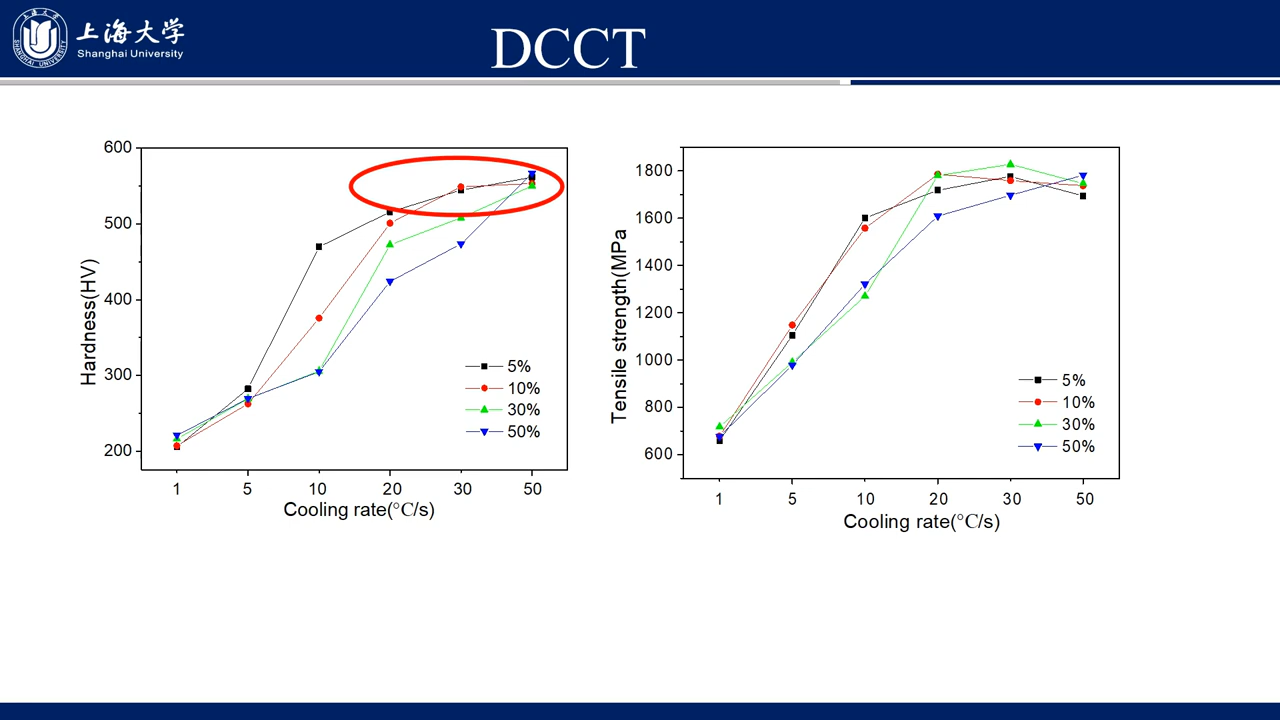 上海大学
Shanghai University
DCCT
600
500
400
300
200
Hardness(HV)
5%
10%
30%
50%
1 5 10 20 30 50
Cooling rate(°C/s)
1800
1600
1400
1200
1000
800
600
Tensile strength(MPa
5%
10%
30%
50%
1 5 10 20 30 50
Cooling rate(°C/s)